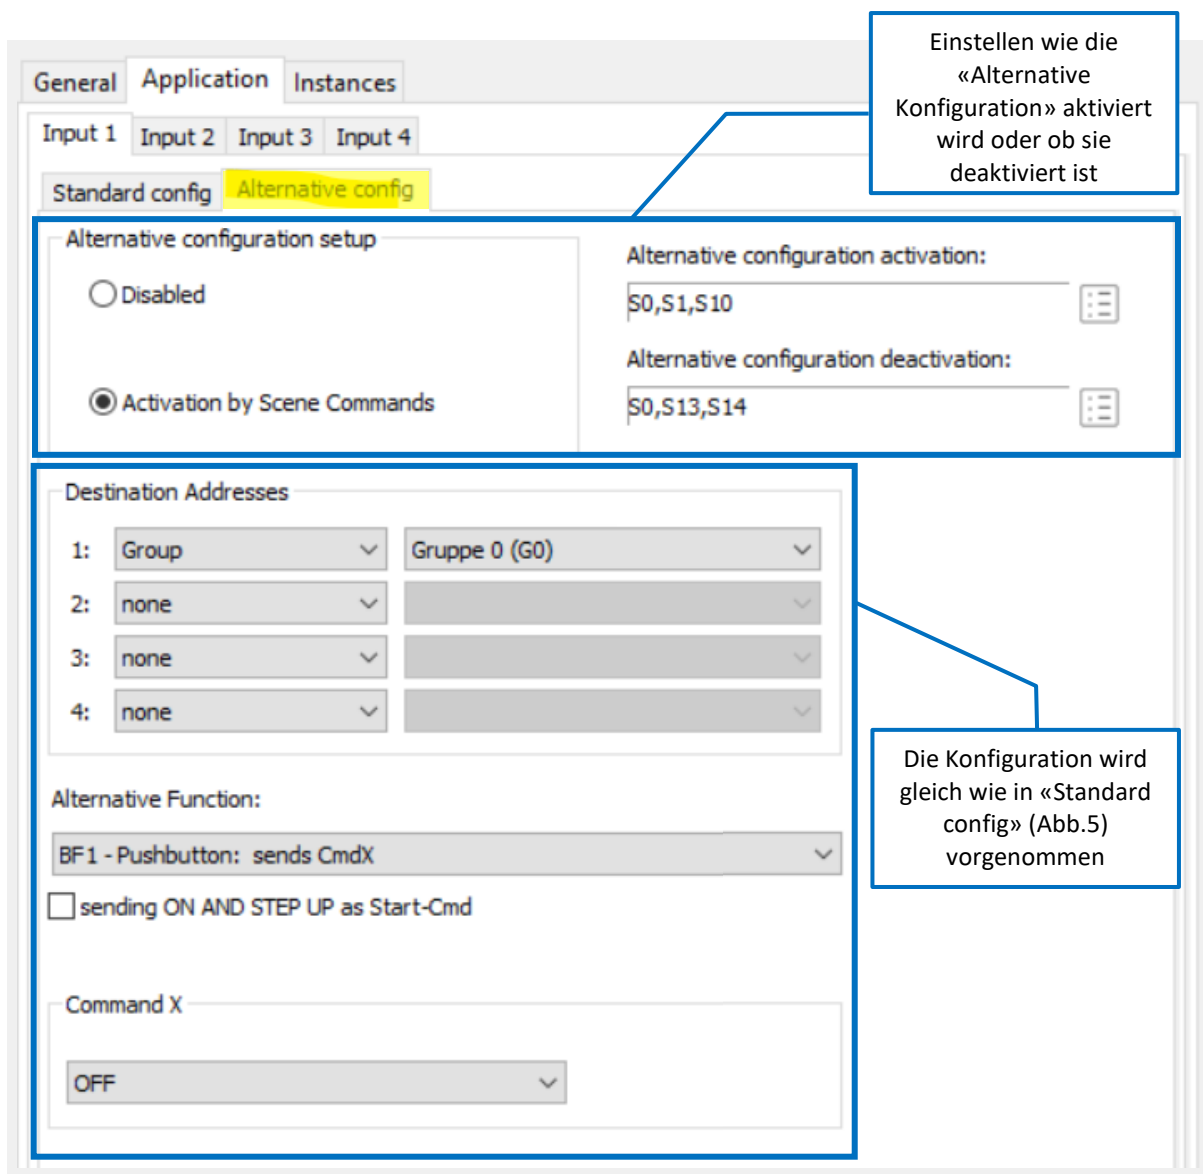 Einstellen wie die
«Alternative
Konfiguration» aktiviert
wird oder ob sie
deaktiviert ist
General Application Instances
Input 1 Input 2 Input 3 Input 4
Standard config Alternative config
Alternative configuration setup
Disabled
Activation by Scene Commands
Alternative configuration activation:
S0,S1,S10
Alternative configuration deactivation:
S0,S13,S14
Destination Addresses
1: Group Gruppe 0 (G0)
2: none
3: none
4: none
Die Konfiguration wird
gleich wie in «Standard
config» (Abb.5)
vorgenommen
Alternative Function:
BF1 - Pushbutton: sends CmdX
sending ON AND STEP UP as Start-Cmd
Command X
OFF